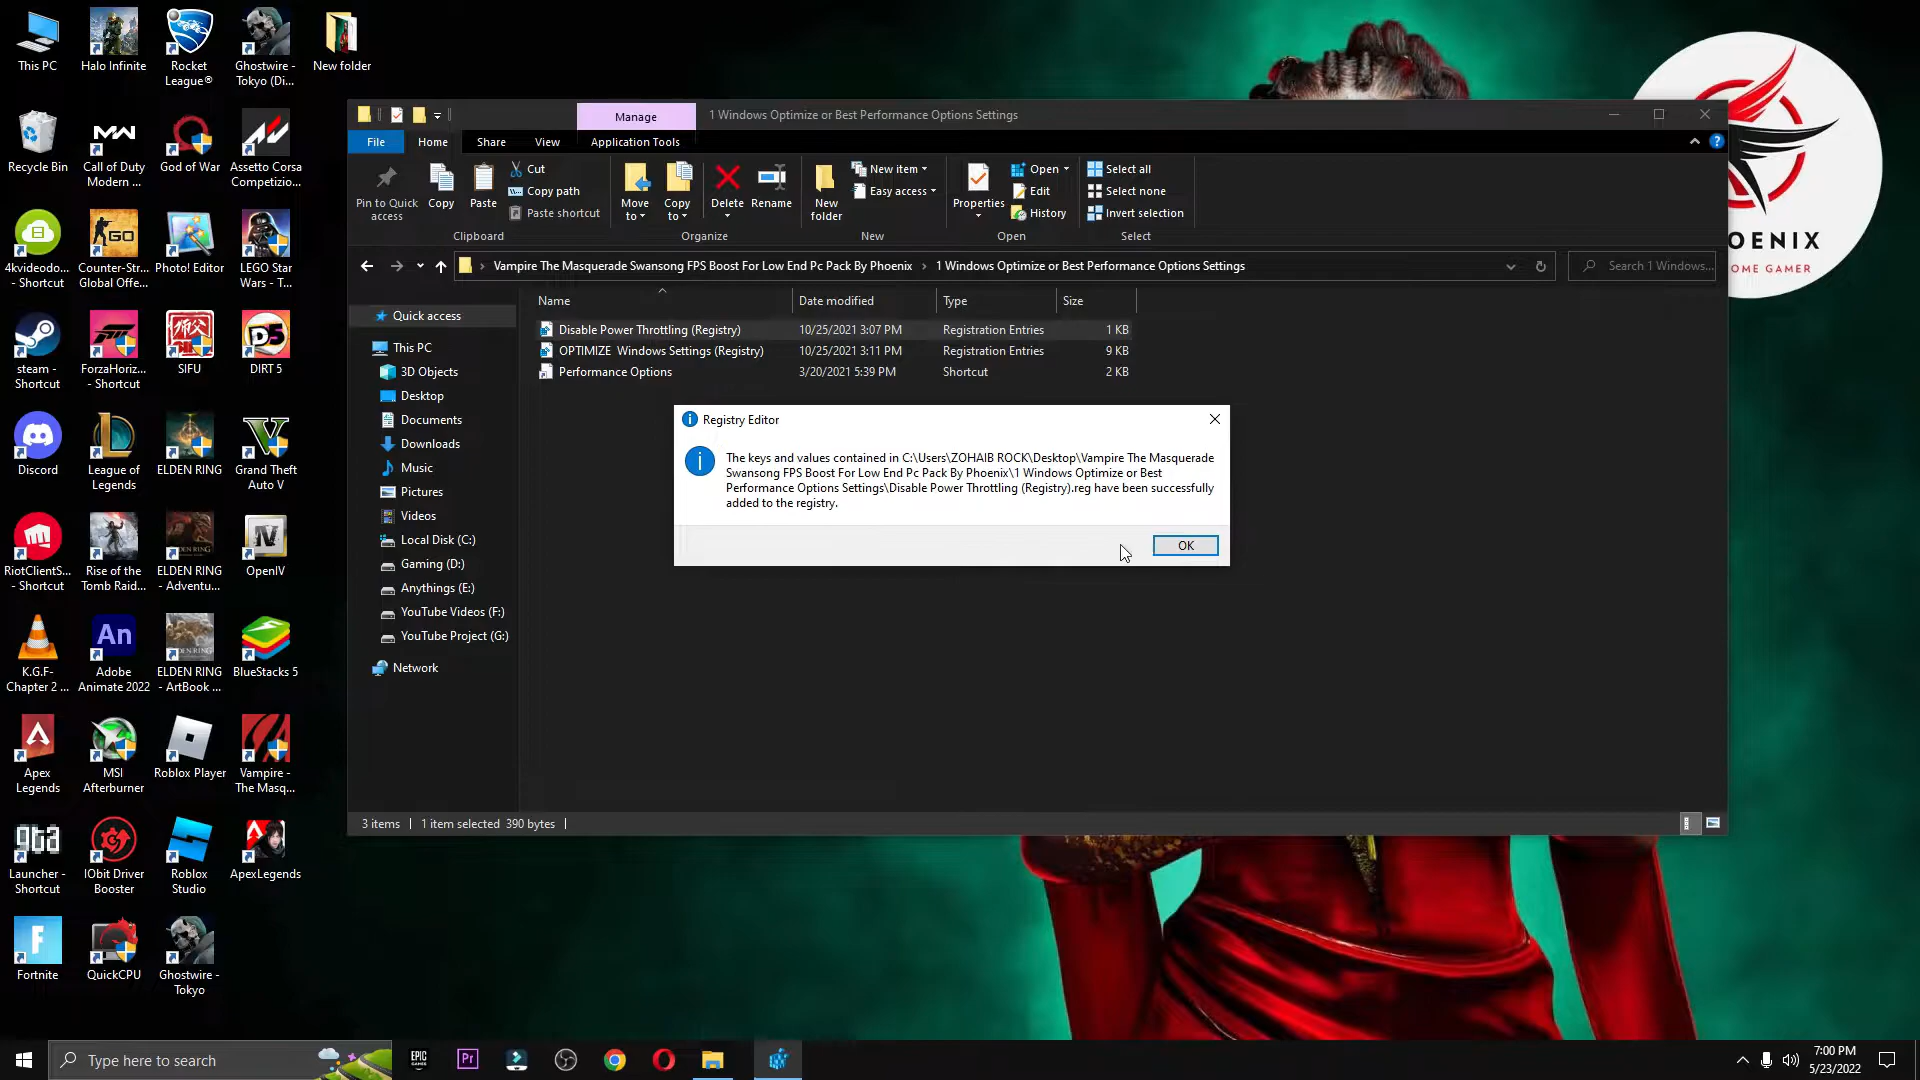 This PC
Halo Infinite
Rocket
League®
Ghostwire -
Tokyo (Di...
New folder
Recycle Bin
Call of Duty
Modern ...
God of War
Assetto Corsa
Competizio...
4kvideodo...
- Shortcut
Counter-Str...
Global Offe...
Photo! Editor
LEGO Star
Wars - T...
steam -
Shortcut
ForzaHoriz...
- Shortcut
SIFU
DIRT 5
Discord
League of
Legends
ELDEN RING
Grand Theft
Auto V
RiotClientS...
- Shortcut
Rise of the
Tomb Raid...
ELDEN RING
- Adventu...
OpenIV
K.G.F-
Chapter 2 ...
Adobe
Animate 2022
ELDEN RING
- ArtBook ...
BlueStacks 5
Apex
Legends
MSI
Afterburner
Roblox Player
Vampire -
The Masq...
Launcher -
Shortcut
IObit Driver
Booster
Roblox
Studio
ApexLegends
Fortnite
QuickCPU
Ghostwire -
Tokyo
Manage
1 Windows Optimize or Best Performance Options Settings
File
Home
Share
View
Application Tools
Pin to Quick
access
Copy
Paste
Cut
Copy path
Paste shortcut
Clipboard
Move
to
Copy
to
Delete
Rename
Organize
New
folder
New item
Easy access
New
Properties
Open
Edit
History
Open
Select all
Select none
Invert selection
Select
Vampire The Masquerade Swansong FPS Boost For Low End Pc Pack By Phoenix › 1 Windows Optimize or Best Performance Options Settings
Search 1 Windows...
Quick access
This PC
3D Objects
Desktop
Documents
Downloads
Music
Pictures
Videos
Local Disk (C:)
Gaming (D:)
Anythings (E:)
YouTube Videos (F:)
YouTube Project (G:)
Network
Name Date modified Type Size
Disable Power Throttling (Registry) 10/25/2021 3:07 PM Registration Entries 1 KB
OPTIMIZE Windows Settings (Registry) 10/25/2021 3:11 PM Registration Entries 9 KB
Performance Options 3/20/2021 5:39 PM Shortcut 2 KB
Registry Editor
The keys and values contained in C:\Users\ZOHAIB ROCK\Desktop\Vampire The Masquerade
Swansong FPS Boost For Low End Pc Pack By Phoenix\1 Windows Optimize or Best
Performance Options Settings\Disable Power Throttling (Registry).reg have been successfully
added to the registry.
OK
3 items
1 item selected 390 bytes
OENIX
OME GAMER
Type here to search
7:00 PM
5/23/2022